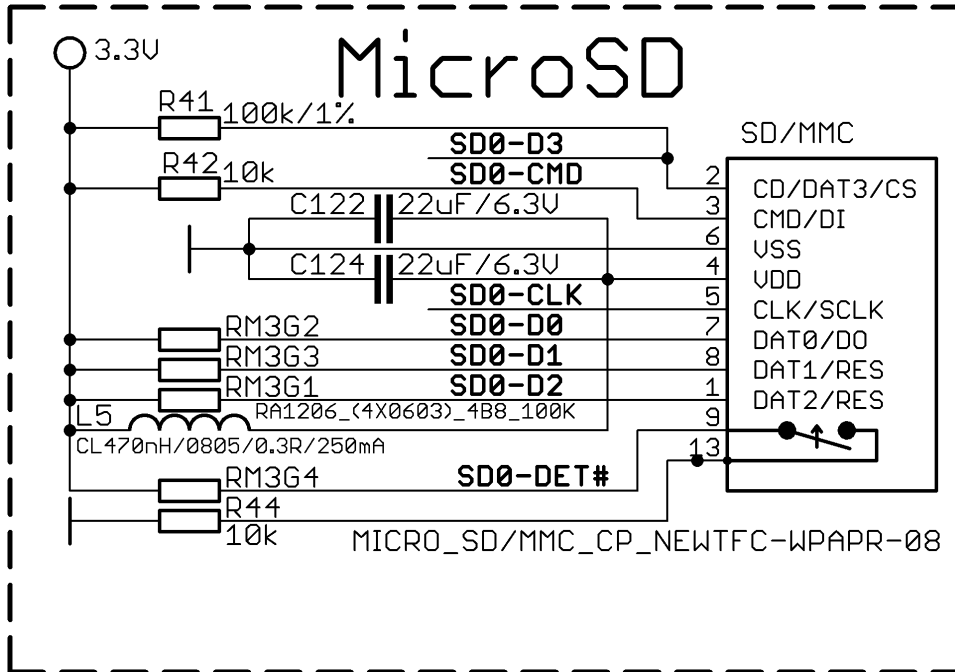 3.3V
MicroSD
R41 100k/1%
SD/MMC
SD0-D3
R42 10k
SD0-CMD
2 CD/DAT3/CS
C122 22uF/6.3V
3 CMD/DI
6 VSS
C124 22uF/6.3V
4 VDD
SD0-CLK
5 CLK/SCLK
RM3G2 SD0-D0
7 DAT0/DO
RM3G3 SD0-D1
8 DAT1/RES
RM3G1 SD0-D2
1 DAT2/RES
L5 RA1206_(4X0603)_4B8_100K
9
CL470nH/0805/0.3R/250mA
13
RM3G4 SD0-DET#
R44
10k
MICRO_SD/MMC_CP_NEWTFC-WPAPR-08